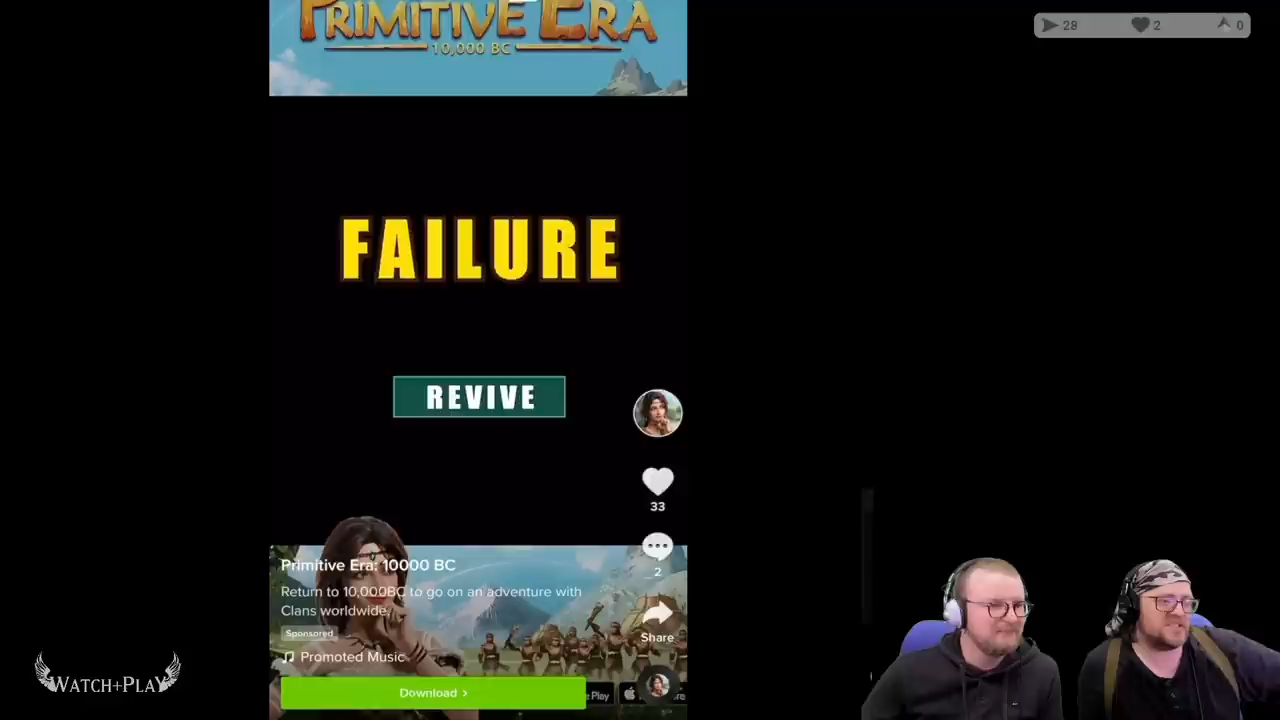 PRIMITIVE ERA
10,000 BC
28
2
0
FAILURE
REVIVE
33
2
Primitive Era: 10000 BC
Return to 10,000BC to go on an adventure with
Clans worldwide.
Sponsored
Share
Promoted Music
Download >
Play
WATCH+PLAY